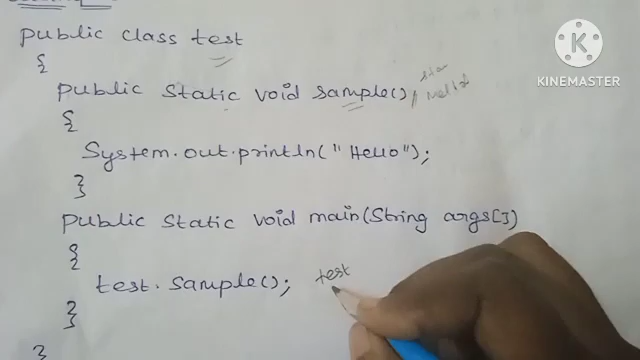 public class test
{
public static void sample()
{
System.out.println("Hello");
}
public static void main(String args[])
{
test.sample(); test
}
}
KINEMASTER